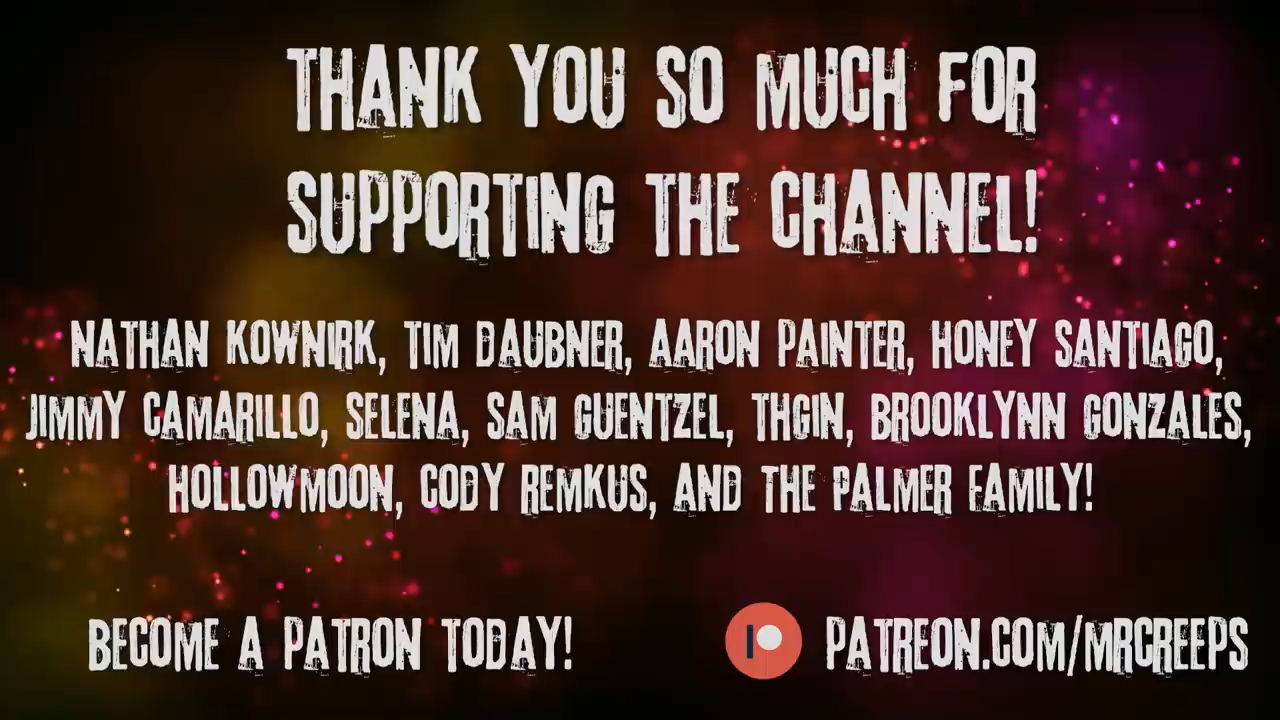 THANK YOU SO MUCH FOR
SUPPORTING THE CHANNEL!
NATHAN KOWNIRK, TIM DAUBNER, AARON PAINTER, HONEY SANTIAGO,
JIMMY CAMARILLO, SELENA, SAM GUENTZEL, THGIN, BROOKLYNN GONZALES,
HOLLOWMOON, CODY REMKUS, AND THE PALMER FAMILY!
BECOME A PATRON TODAY!
PATREON.COM/MRCREEPS